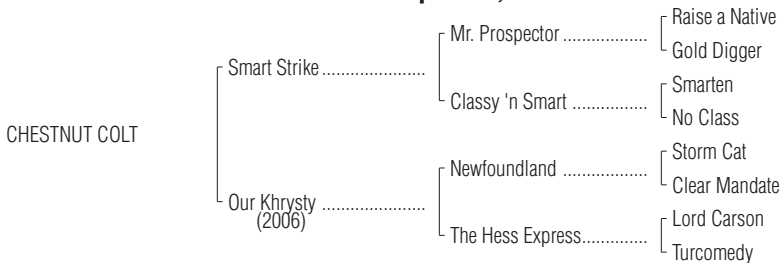 Raise a Native
Mr. Prospector ..................
Gold Digger
Smart Strike......................
Smarten
Classy 'n Smart ................
No Class
CHESTNUT COLT
Storm Cat
Newfoundland ..................
Clear Mandate
Our Khrysty ......................
(2006)
Lord Carson
The Hess Express..............
Turcomedy